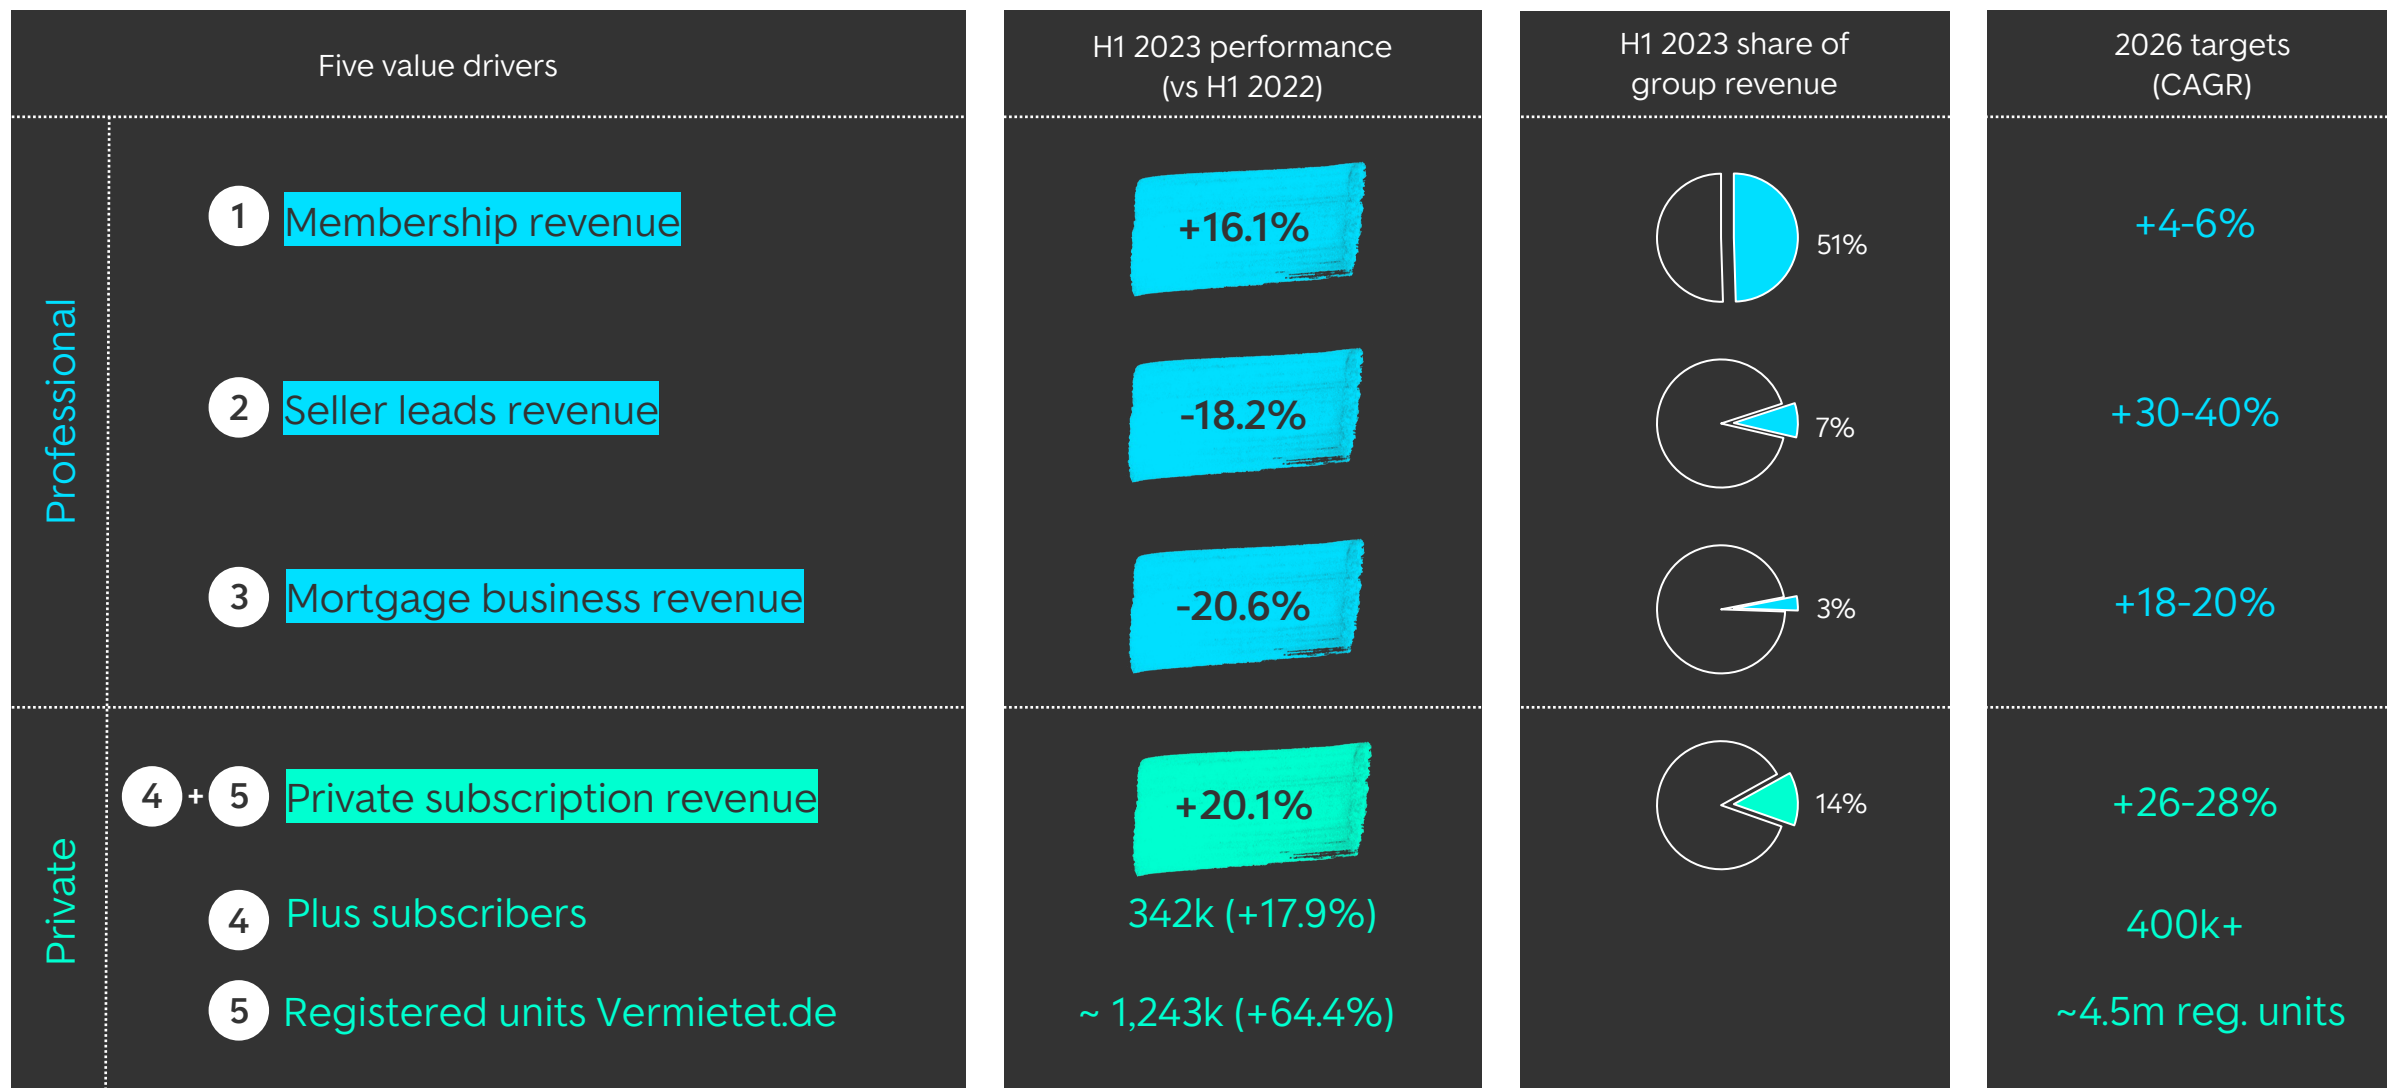 Five value drivers
H1 2023 performance
(vs H1 2022)
H1 2023 share of
group revenue
2026 targets
(CAGR)
Professional
1 Membership revenue
+16.1%
51%
+4-6%
2 Seller leads revenue
-18.2%
7%
+30-40%
3 Mortgage business revenue
-20.6%
3%
+18-20%
Private
4 + 5 Private subscription revenue
+20.1%
14%
+26-28%
4 Plus subscribers
342k (+17.9%)
400k+
5 Registered units Vermietet.de
~ 1,243k (+64.4%)
~4.5m reg. units